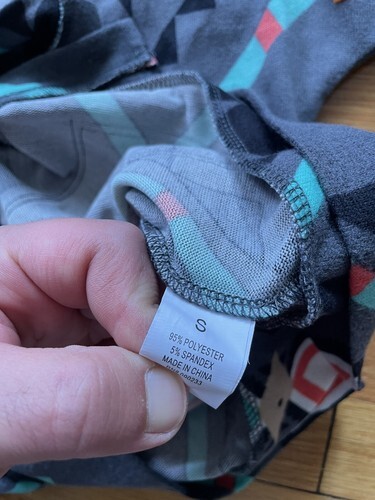 S
95% POLYESTER
5% SPANDEX
MADE IN CHINA